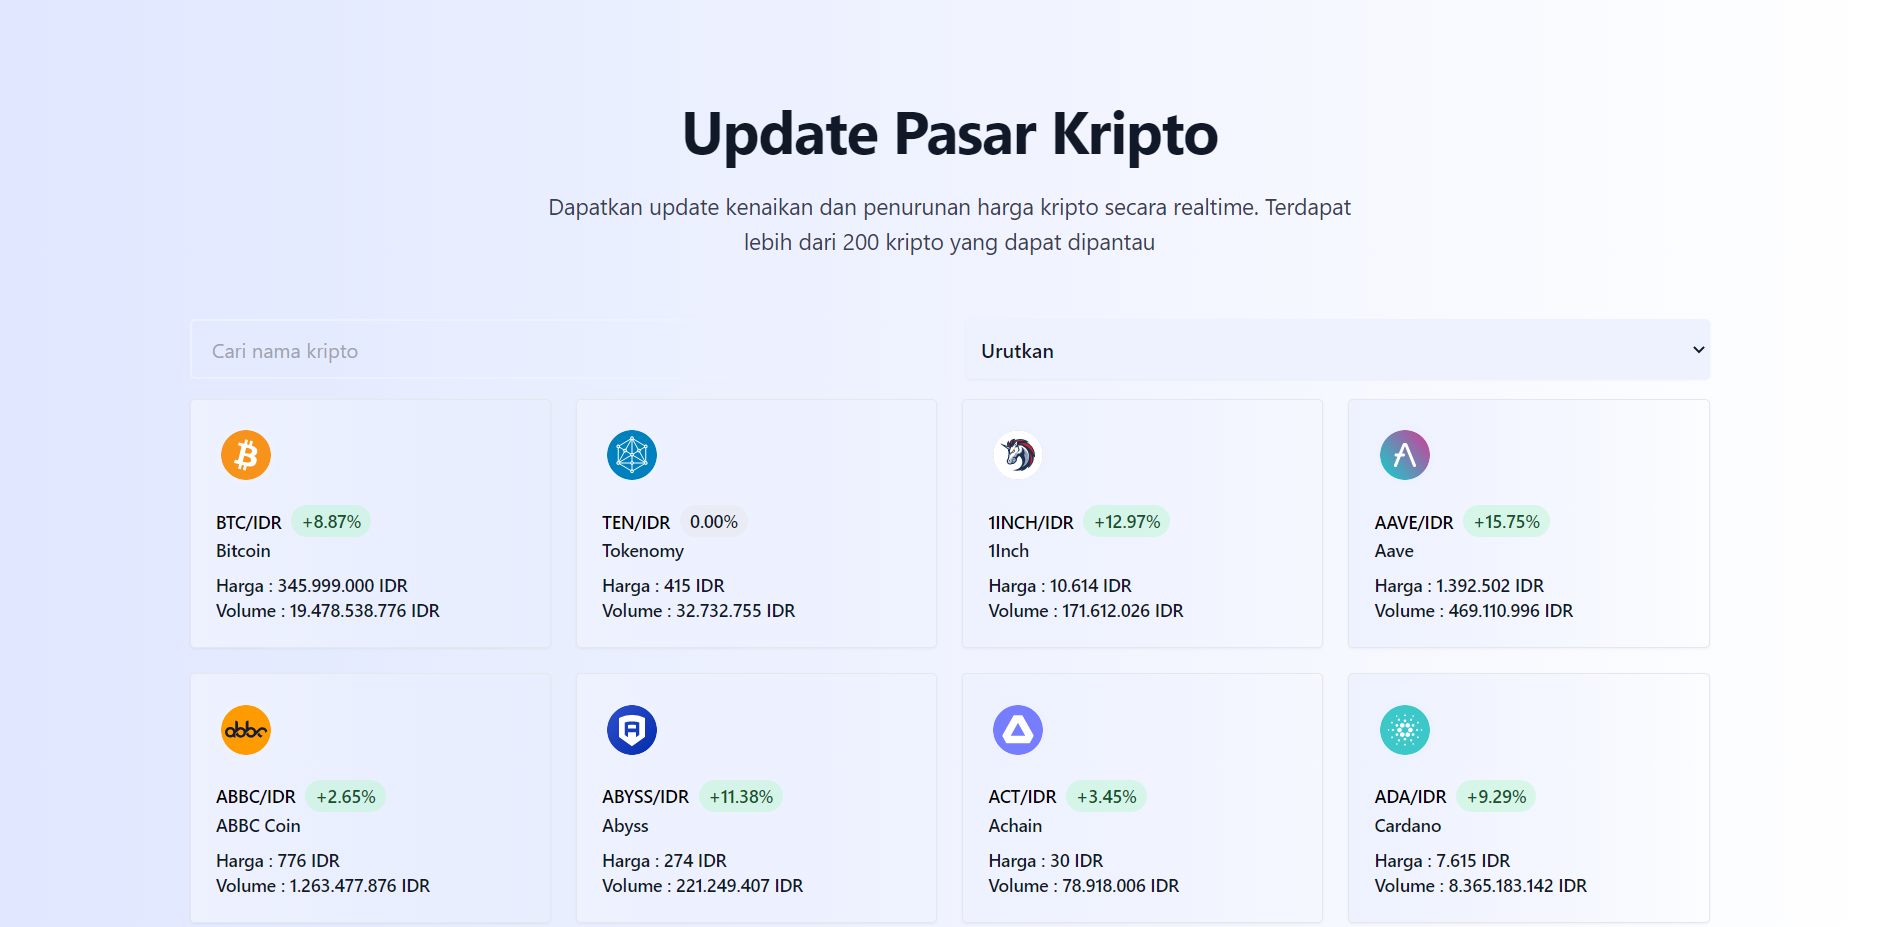 Update Pasar Kripto
Dapatkan update kenaikan dan penurunan harga kripto secara realtime. Terdapat
lebih dari 200 kripto yang dapat dipantau
Cari nama kripto
Urutkan
BTC/IDR +8.87%
Bitcoin
Harga : 345.999.000 IDR
Volume : 19.478.538.776 IDR
TEN/IDR 0.00%
Tokenomy
Harga : 415 IDR
Volume : 32.732.755 IDR
1INCH/IDR +12.97%
1Inch
Harga : 10.614 IDR
Volume : 171.612.026 IDR
AAVE/IDR +15.75%
Aave
Harga : 1.392.502 IDR
Volume : 469.110.996 IDR
abbc
ABBC/IDR +2.65%
ABBC Coin
Harga : 776 IDR
Volume : 1.263.477.876 IDR
ABYSS/IDR +11.38%
Abyss
Harga : 274 IDR
Volume : 221.249.407 IDR
ACT/IDR +3.45%
Achain
Harga : 30 IDR
Volume : 78.918.006 IDR
ADA/IDR +9.29%
Cardano
Harga : 7.615 IDR
Volume : 8.365.183.142 IDR